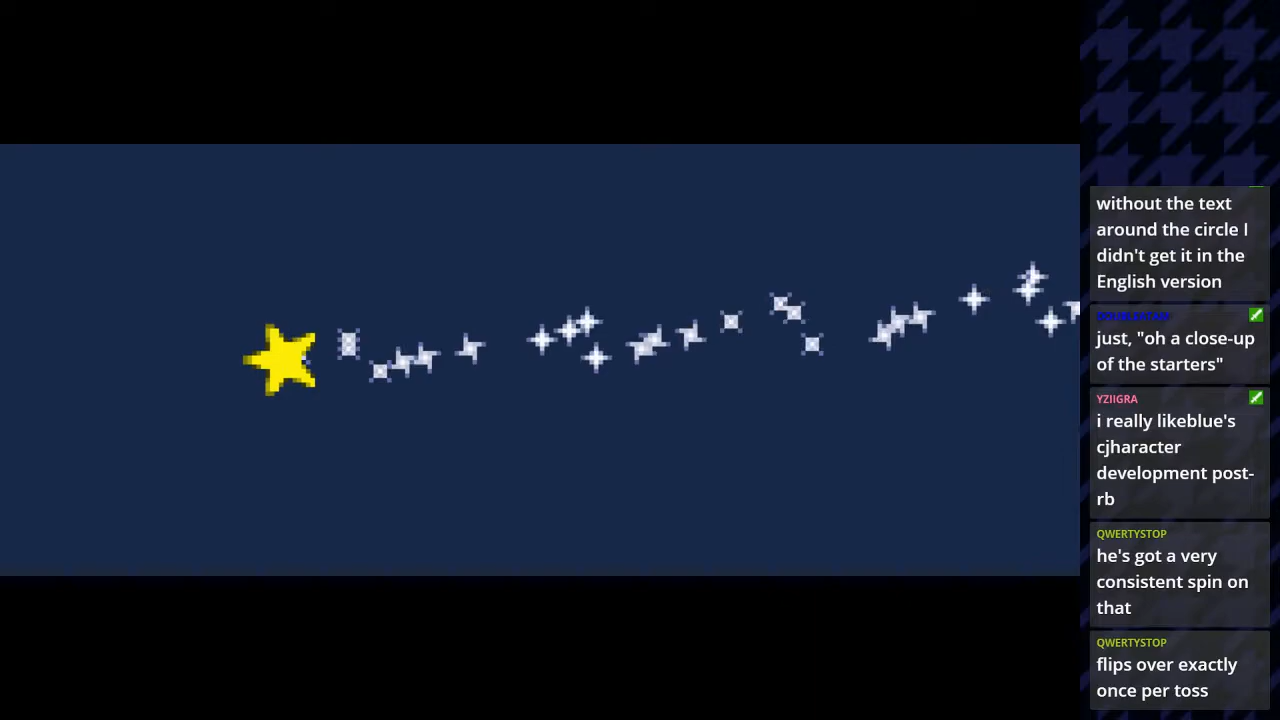 without the text
around the circle I
didn't get it in the
English version
just, "oh a close-up
of the starters"
YZIIGRA
i really likeblue's
cjharacter
development post-
rb
QWERTYSTOP
he's got a very
consistent spin on
that
QWERTYSTOP
flips over exactly
once per toss